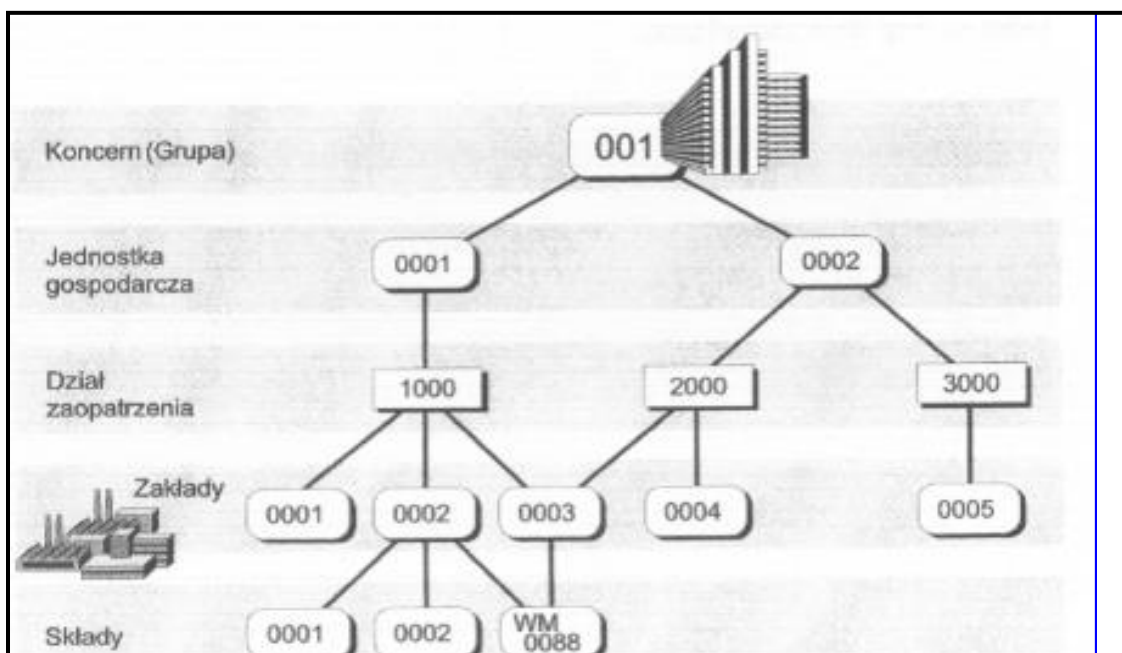 001
Koncern (Grupa)
Jednostka
gospodarcza
0001
0002
Dział
zaopatrzenia
1000
2000
3000
Zakłady
0001
0002
0003
0004
0005
Składy
0001
0002
WM
0088